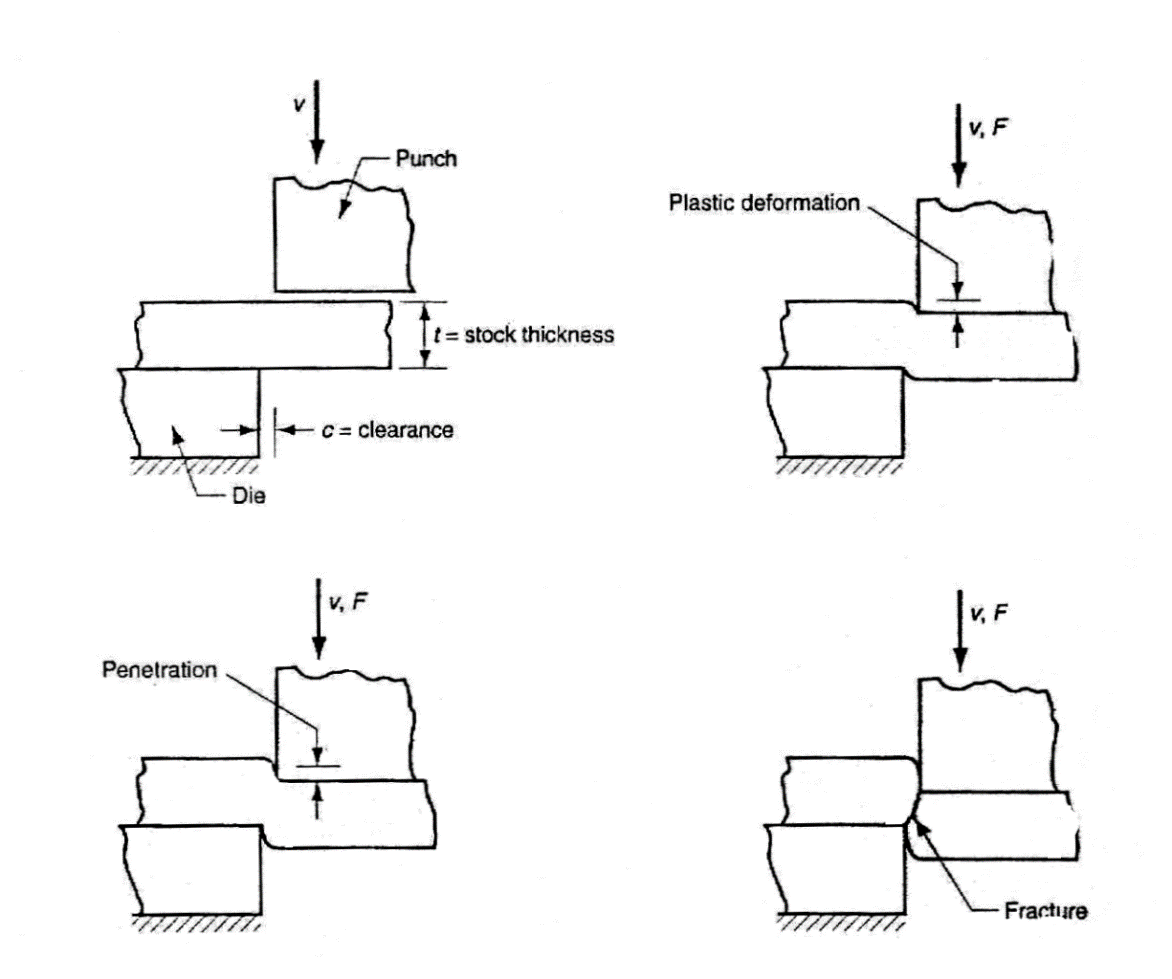 v
Punch
t = stock thickness
c = clearance
Die
v, F
Plastic deformation
v, F
Penetration
v, F
Fracture